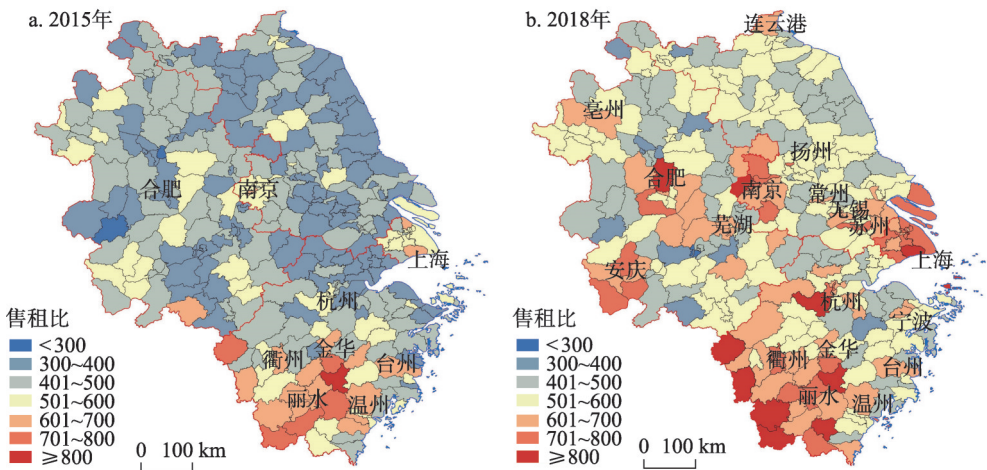 a. 2015年
合肥
南京
上海
杭州
衢州
金华
台州
丽水
温州
售租比
<300
300~400
401~500
501~600
601~700
701~800
≥800
0 100 km
b. 2018年
连云港
亳州
扬州
合肥
南京
常州
无锡
芜湖
苏州
上海
安庆
杭州
宁波
衢州
金华
台州
丽水
温州
售租比
<300
300~400
401~500
501~600
601~700
701~800
≥800
0 100 km